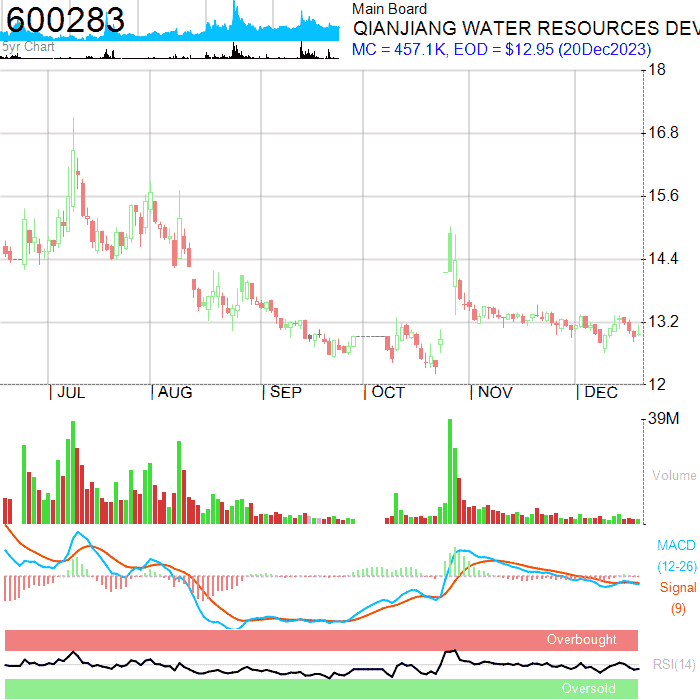 600283
Main Board
QIANJIANG WATER RESOURCES DEV
5yr Chart
MC = 457.1K, EOD = $12.95 (20Dec2023)
18
16.8
15.6
14.4
13.2
12
JUL
AUG
SEP
OCT
NOV
DEC
39M
Volume
MACD
(12-26)
Signal
(9)
Overbought
RSI(14)
Oversold